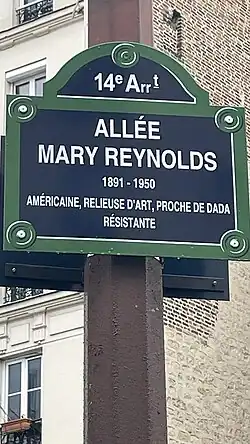 14e Arrt
ALLÉE
MARY REYNOLDS
1891 - 1950
AMÉRICAINE, RELIEUSE D'ART, PROCHE DE DADA
RÉSISTANTE